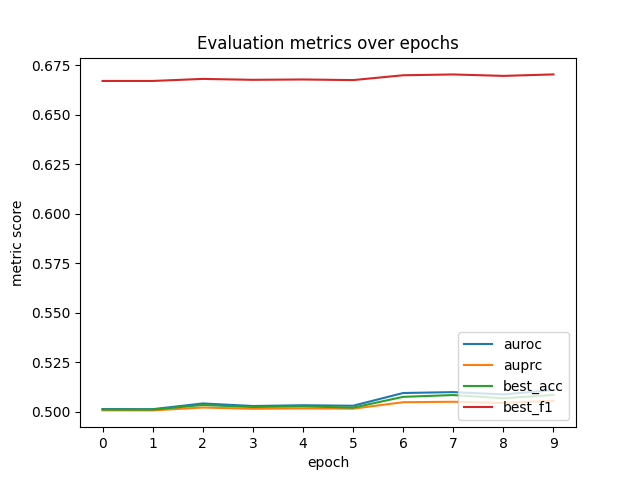 Evaluation metrics over epochs
metric score
0.675
0.650
0.625
0.600
0.575
0.550
0.525
0.500
auroc
auprc
best_acc
best_f1
0 1 2 3 4 5 6 7 8 9
epoch